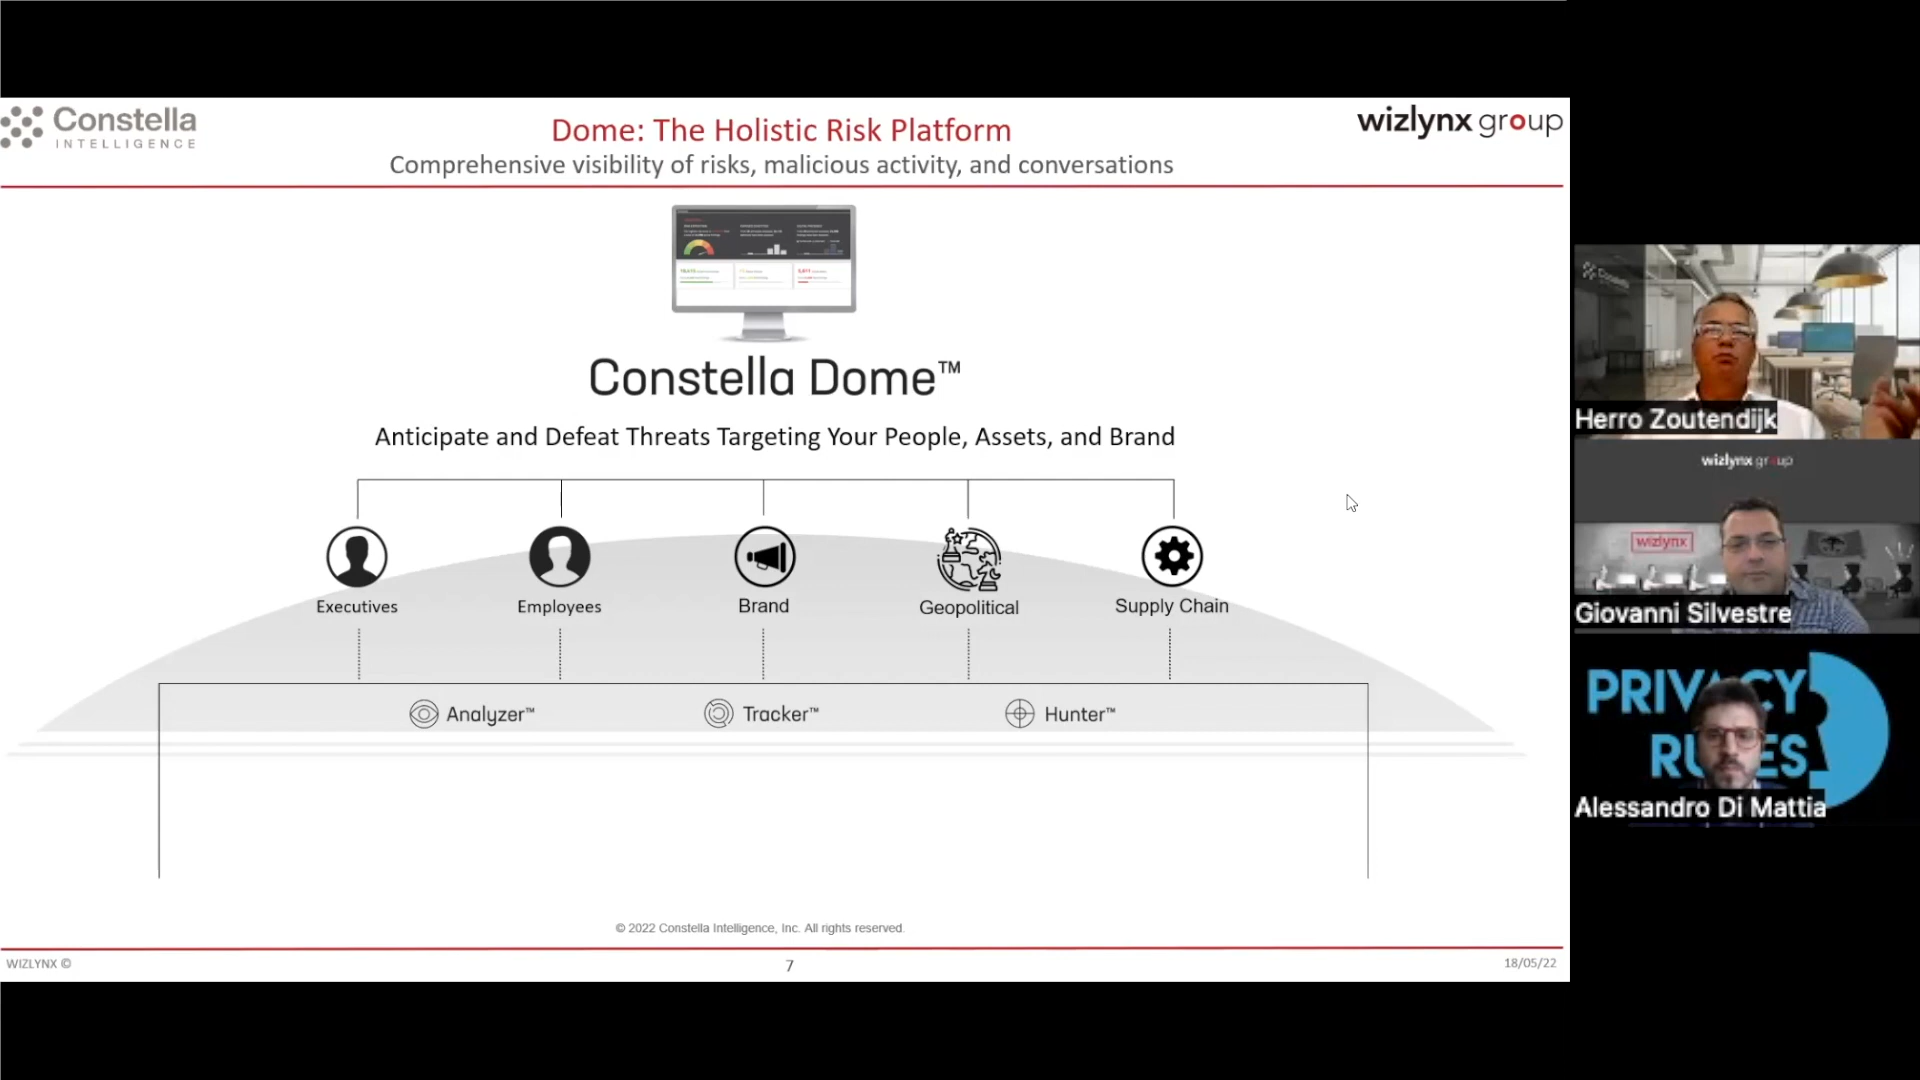 Constella
INTELLIGENCE
Dome: The Holistic Risk Platform
Comprehensive visibility of risks, malicious activity, and conversations
wizlynx group
Constella Dome™
Anticipate and Defeat Threats Targeting Your People, Assets, and Brand
Executives
Employees
Brand
Geopolitical
Supply Chain
Analyzer™
Tracker™
Hunter™
© 2022 Constella Intelligence, Inc. All rights reserved.
WIZLYNX ©
7
18/05/22
Constella
Herro Zoutendijk
wizlynx group
wizlynx
Giovanni Silvestre
PRIVACY
RULES
Alessandro Di Mattia